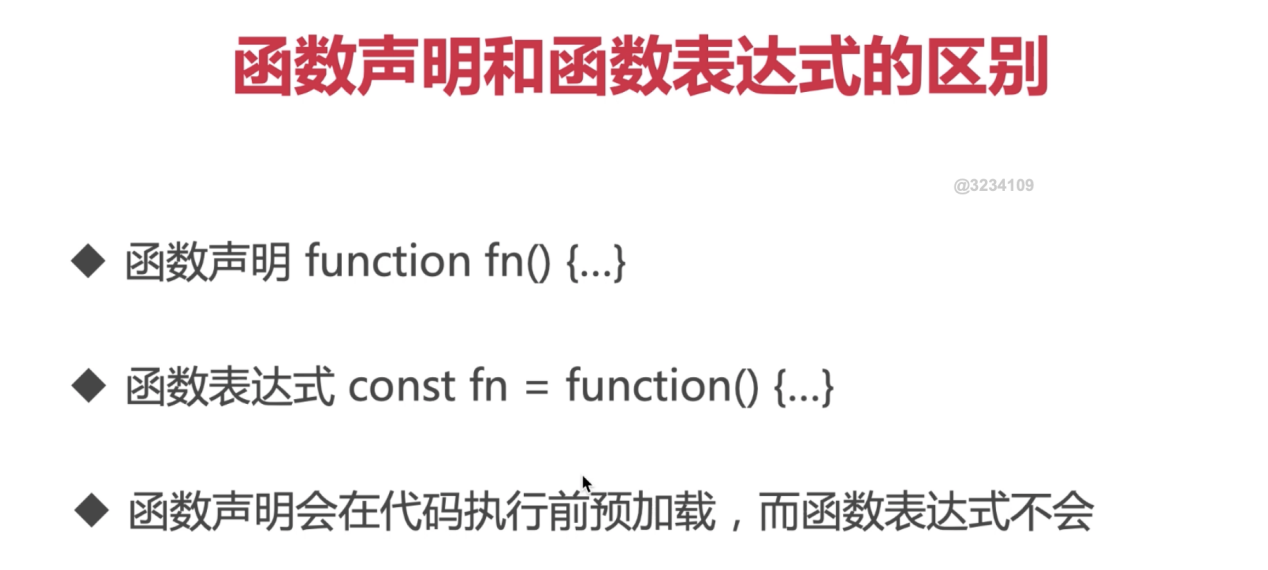 函数声明和函数表达式的区别
@3234109
◆ 函数声明 function fn() {...}
◆ 函数表达式 const fn = function() {...}
◆ 函数声明会在代码执行前预加载，而函数表达式不会